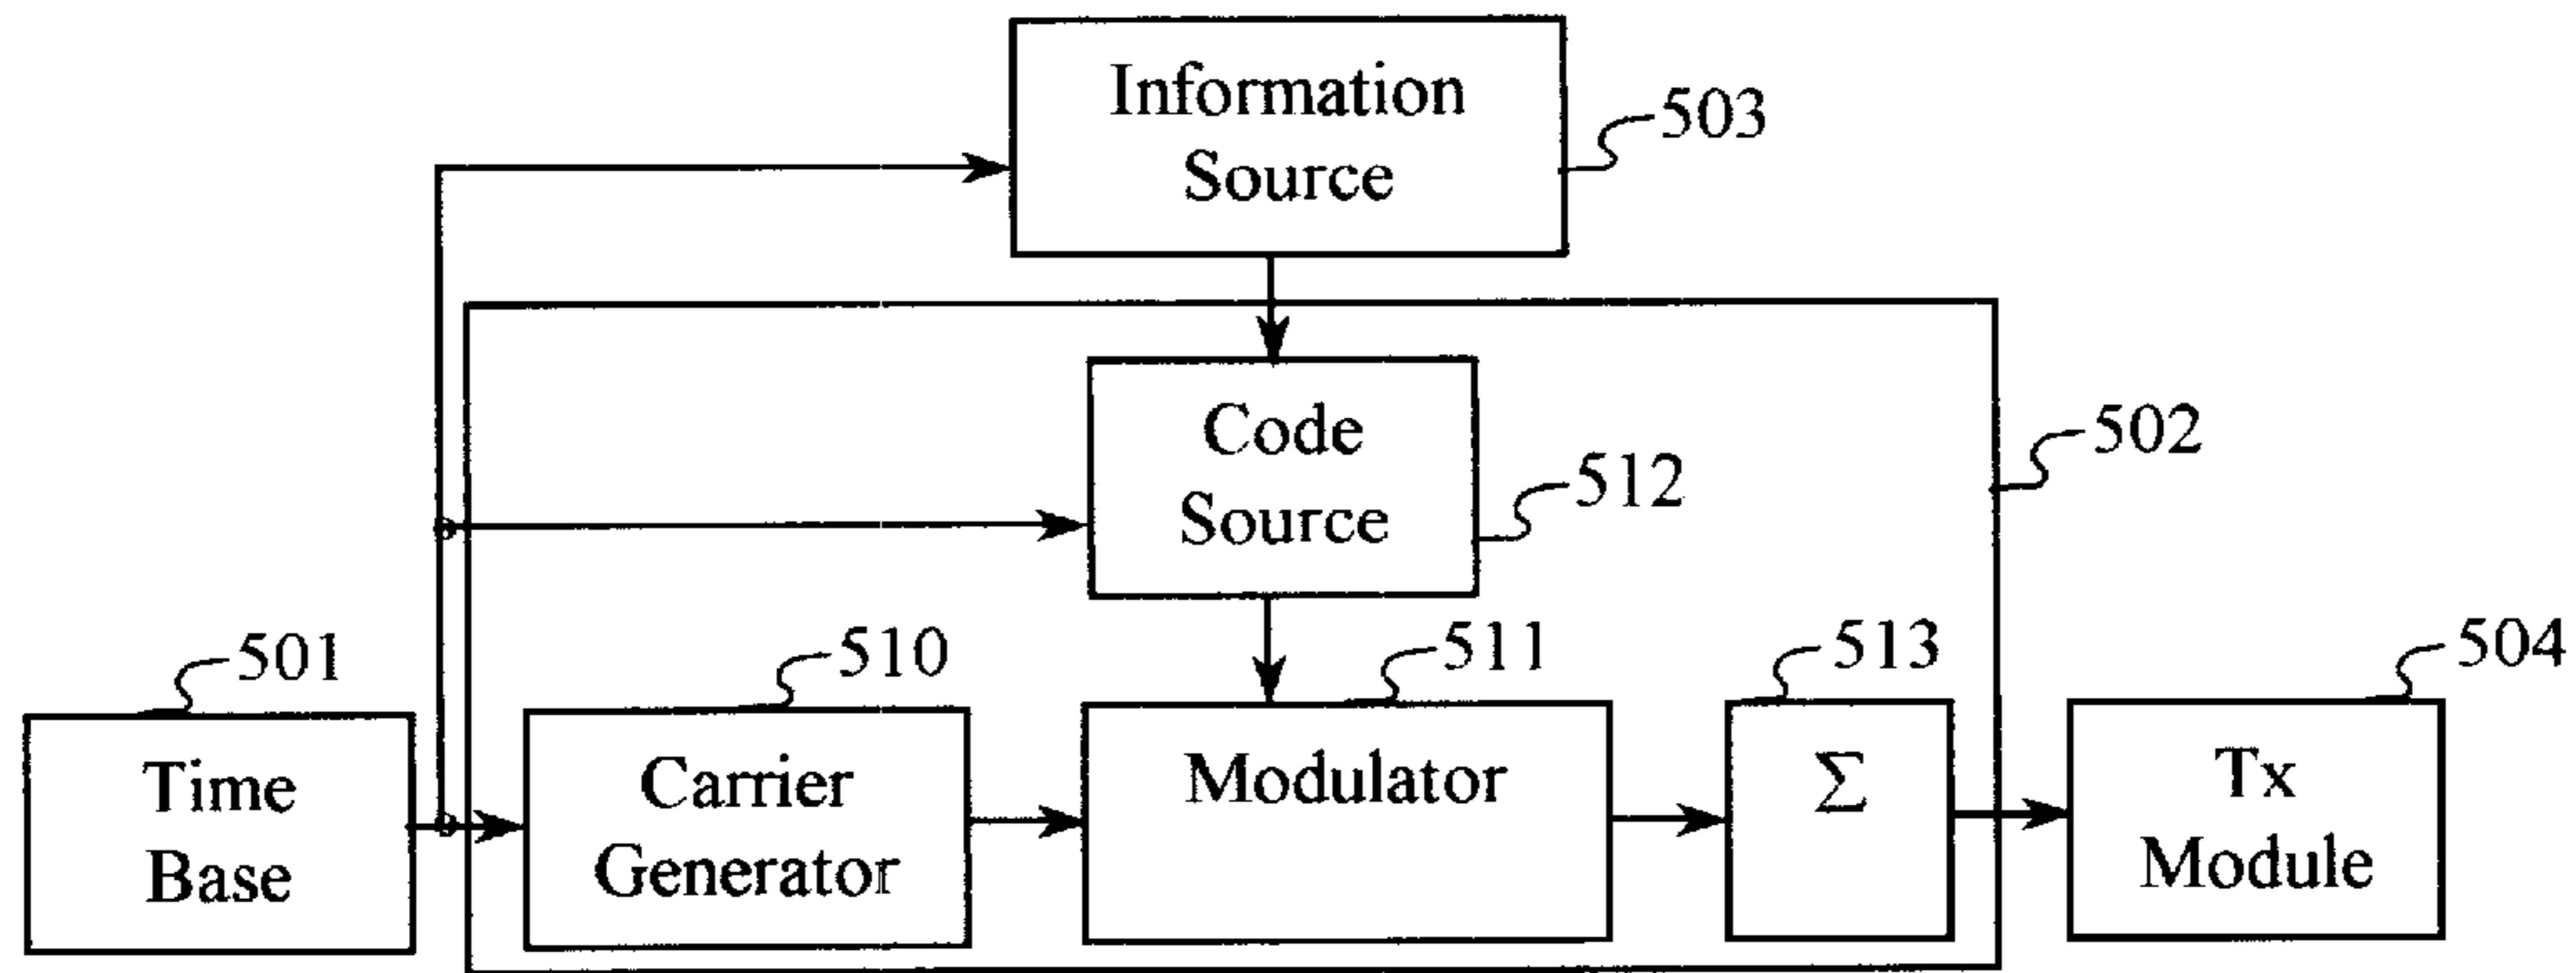 Information
Source
503
Code
Source
512
502
501
510
511
513
504
Time
Base
Carrier
Generator
Modulator
Σ
Tx
Module